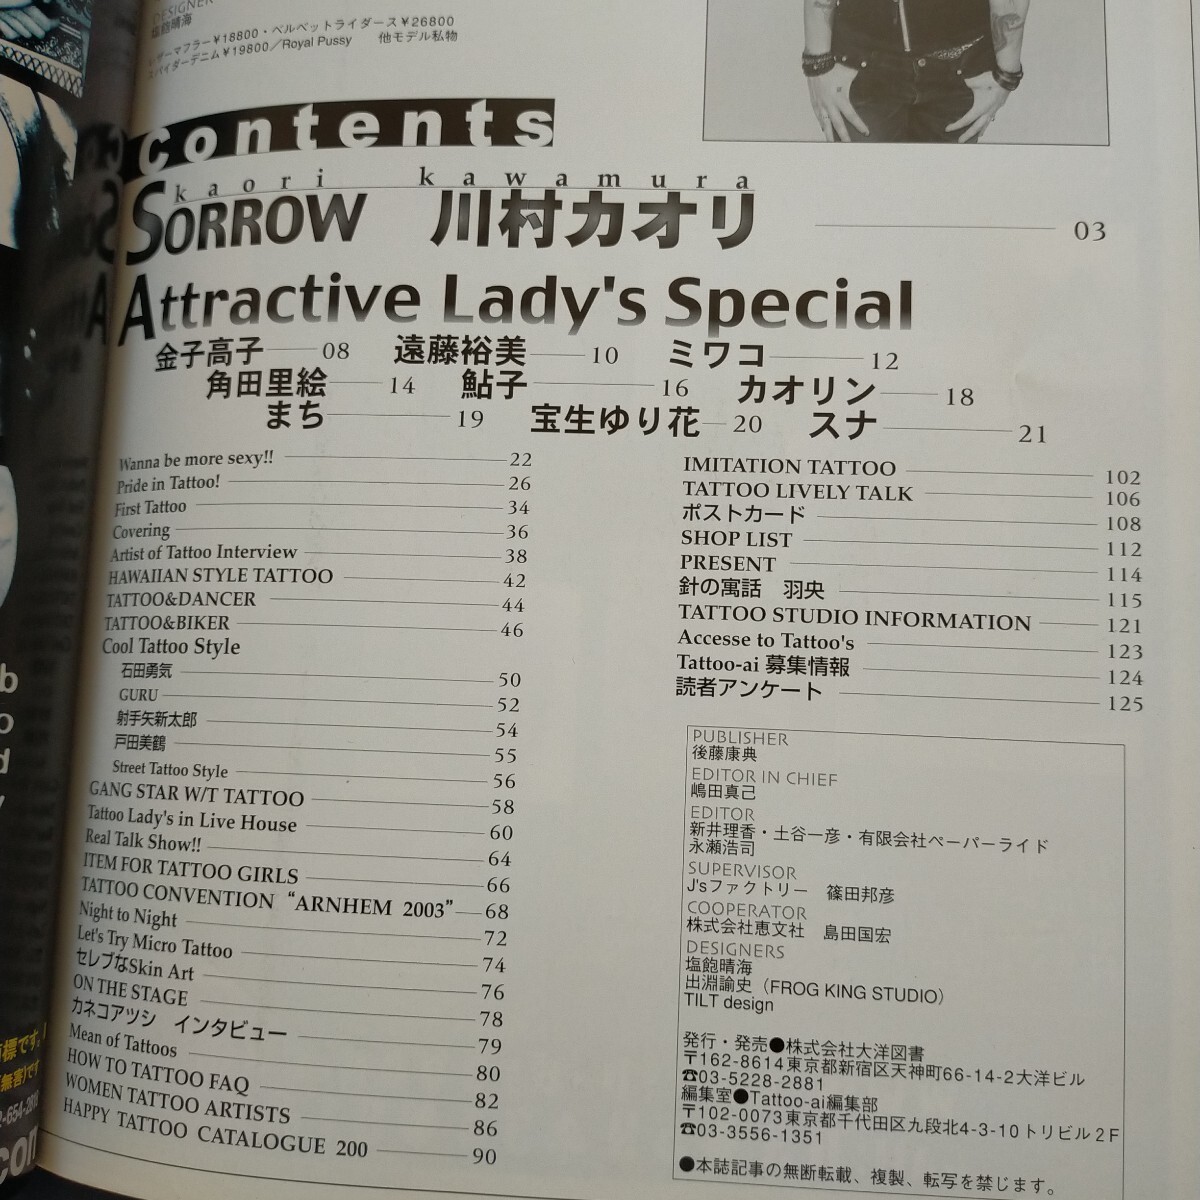 DESIGNER
塩飽晴海
レザーマフラー¥18800・ベルベットライダース¥26800
スパイダーデニム¥19800／Royal Pussy　他モデル私物
contents
kaori kawamura
SORROW　川村カオリ 03
Attractive Lady's Special
金子高子 08　遠藤裕美 10　ミワコ 12
角田里絵 14　鮎子 16　カオリン 18
まち 19　宝生ゆり花 20　スナ 21
Wanna be more sexy!! 22
Pride in Tattoo! 26
First Tattoo 34
Covering 36
Artist of Tattoo Interview 38
HAWAIIAN STYLE TATTOO 42
TATTOO&DANCER 44
TATTOO&BIKER 46
Cool Tattoo Style
石田勇気 50
GURU 52
射手矢新太郎 54
戸田美鶴 55
Street Tattoo Style 56
GANG STAR W/T TATTOO 58
Tattoo Lady's in Live House 60
Real Talk Show!! 64
ITEM FOR TATTOO GIRLS 66
TATTOO CONVENTION “ARNHEM 2003” 68
Night to Night 72
Let's Try Micro Tattoo 74
セレブなSkin Art 76
ON THE STAGE 78
カネコアツシ　インタビュー 79
Mean of Tattoos 80
HOW TO TATTOO FAQ 82
WOMEN TATTOO ARTISTS 86
HAPPY TATTOO CATALOGUE 200 90
IMITATION TATTOO 102
TATTOO LIVELY TALK 106
ポストカード 108
SHOP LIST 112
PRESENT 114
針の寓話　羽央 115
TATTOO STUDIO INFORMATION 121
Accesse to Tattoo's 123
Tattoo-ai 募集情報 124
読者アンケート 125
PUBLISHER
後藤康典
EDITOR IN CHIEF
嶋田真己
EDITOR
新井理香・土谷一彦・有限会社ペーパーライド
永瀬浩司
SUPERVISOR
J'sファクトリー　篠田邦彦
COOPERATOR
株式会社恵文社　島田国宏
DESIGNERS
塩飽晴海
出淵諭史（FROG KING STUDIO）
TILT design
発行・発売●株式会社大洋図書
〒162-8614東京都新宿区天神町66-14-2大洋ビル
☎03-5228-2881
編集室●Tattoo-ai編集部
〒102-0073東京都千代田区九段北4-3-10トリビル2F
☎03-3556-1351
●本誌記事の無断転載、複製、転写を禁じます。